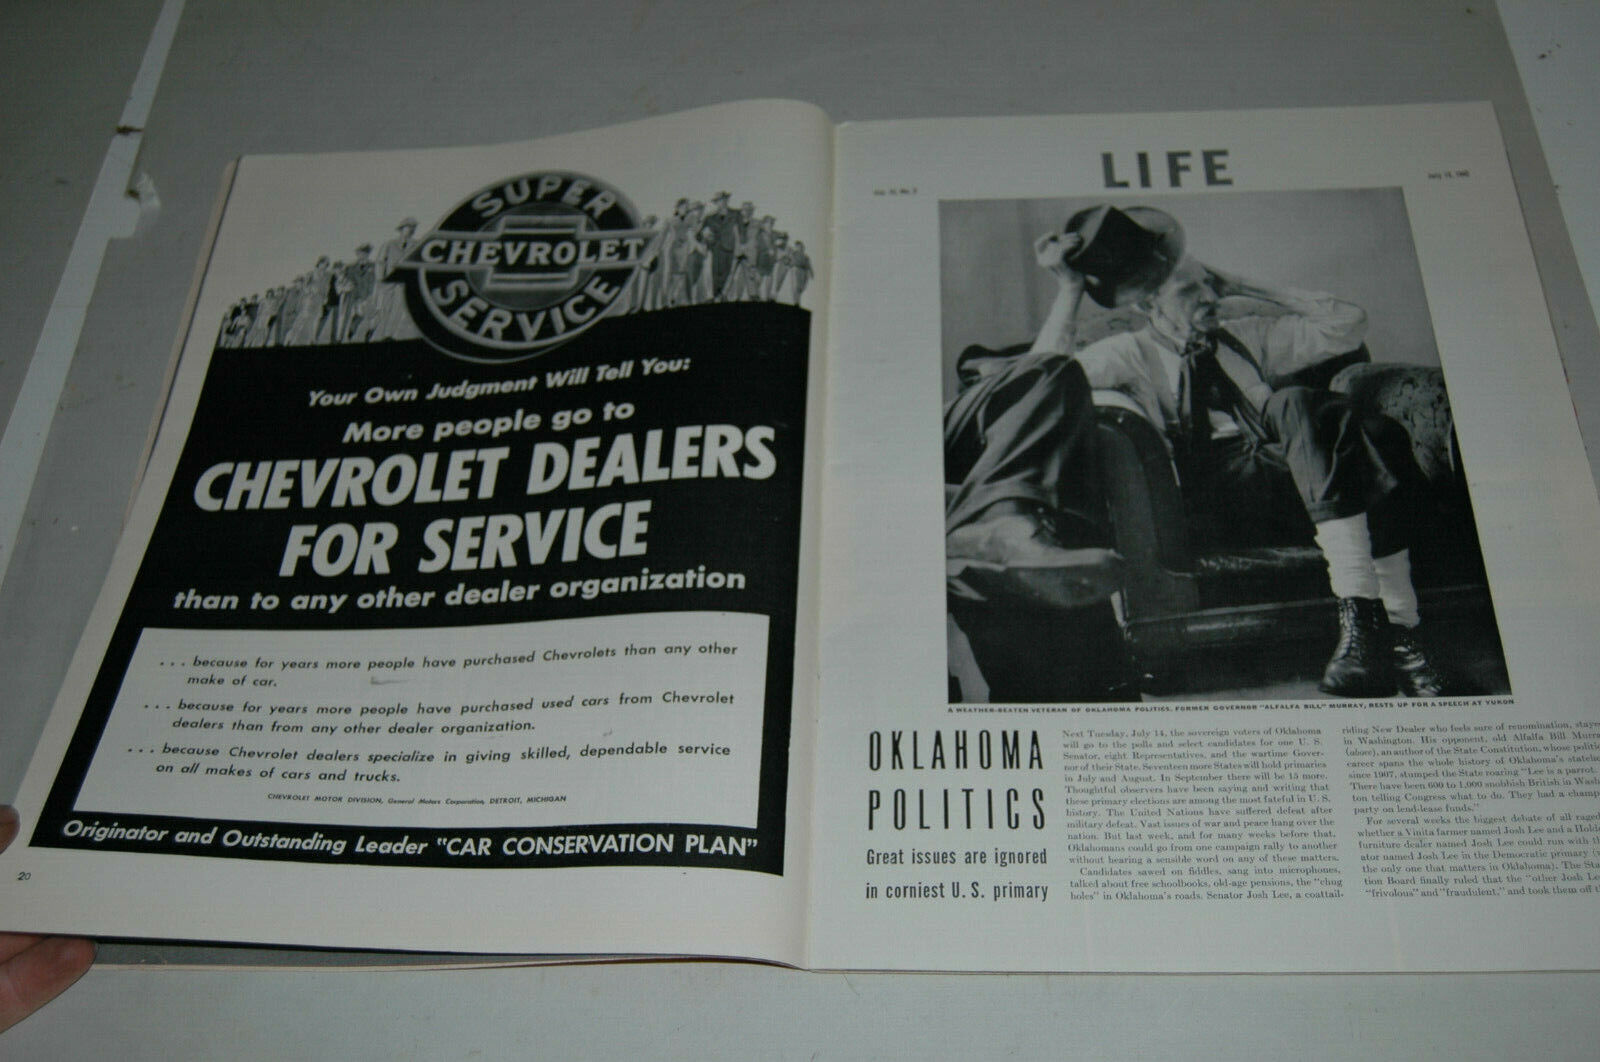 SUPER
CHEVROLET
SERVICE
Your Own Judgment Will Tell You:
More people go to
CHEVROLET DEALERS
FOR SERVICE
than to any other dealer organization
. . . because for years more people have purchased Chevrolets than any other
make of car.
. . . because for years more people have purchased used cars from Chevrolet
dealers than from any other dealer organization.
. . . because Chevrolet dealers specialize in giving skilled, dependable service
on all makes of cars and trucks.
CHEVROLET MOTOR DIVISION, General Motors Corporation, DETROIT, MICHIGAN
Originator and Outstanding Leader "CAR CONSERVATION PLAN"
20
LIFE
July 13, 1942
A WEATHER-BEATEN VETERAN OF OKLAHOMA POLITICS, FORMER GOVERNOR "ALFALFA BILL" MURRAY, RESTS UP FOR A SPEECH AT YUKON
OKLAHOMA
POLITICS
Great issues are ignored
in corniest U. S. primary
Next Tuesday, July 14, the sovereign voters of Oklahoma
will go to the polls and select candidates for one U. S.
Senator, eight Representatives, and the wartime Gover-
nor of their State. Seventeen more States will hold primaries
in July and August. In September there will be 15 more.
Thoughtful observers have been saying and writing that
these primary elections are among the most fateful in U. S.
history. The United Nations have suffered defeat after
military defeat. Vast issues of war and peace hang over the
nation. But last week, and for many weeks before that,
Oklahomans could go from one campaign rally to another
without hearing a sensible word on any of these matters.
Candidates sawed on fiddles, sang into microphones,
talked about free schoolbooks, old-age pensions, the "chug
holes" in Oklahoma's roads. Senator Josh Lee, a coattail-
riding New Dealer who feels sure of renomination, staye
in Washington. His opponent, old Alfalfa Bill Murra
(above), an author of the State Constitution, whose politic
career spans the whole history of Oklahoma's stateho
since 1907, stumped the State roaring "Lee is a parrot.
There have been 600 to 1,000 snobbish British in Wash
ton telling Congress what to do. They had a champ
party on lend-lease funds."
For several weeks the biggest debate of all raged
whether a Vinita farmer named Josh Lee and a Holde
furniture dealer named Josh Lee could run with th
ator named Josh Lee in the Democratic primary (
the only one that matters in Oklahoma). The Sta
tion Board finally ruled that the "other Josh Le
"frivolous" and "fraudulent," and took them off t